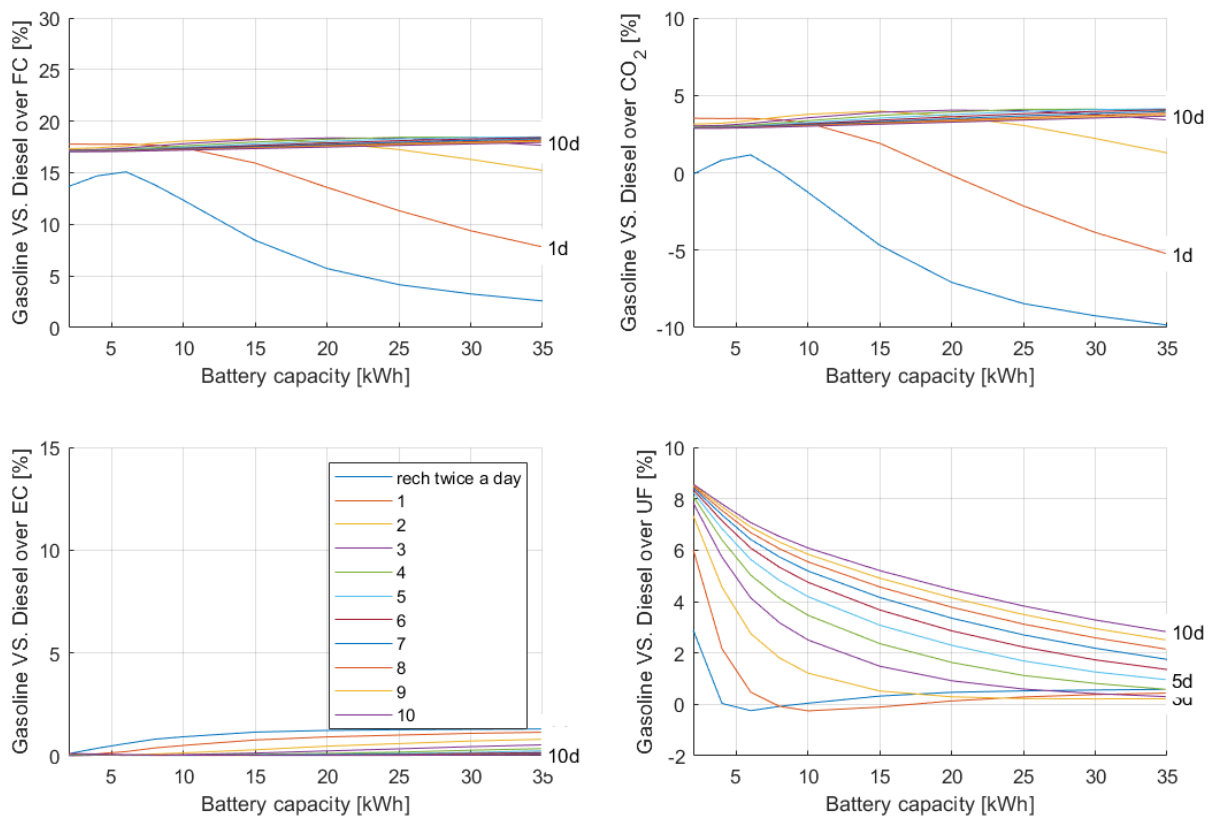 Gasoline VS. Diesel over FC [%]
30
25
20
15
10
5
0
10d
1d
5 10 15 20 25 30 35
Battery capacity [kWh]
Gasoline VS. Diesel over CO2 [%]
10
5
0
-5
-10
10d
1d
5 10 15 20 25 30 35
Battery capacity [kWh]
Gasoline VS. Diesel over EC [%]
15
10
5
0
rech twice a day
1
2
3
4
5
6
7
8
9
10
10d
5 10 15 20 25 30 35
Battery capacity [kWh]
Gasoline VS. Diesel over UF [%]
10
8
6
4
2
0
-2
10d
5d
5 10 15 20 25 30 35
Battery capacity [kWh]